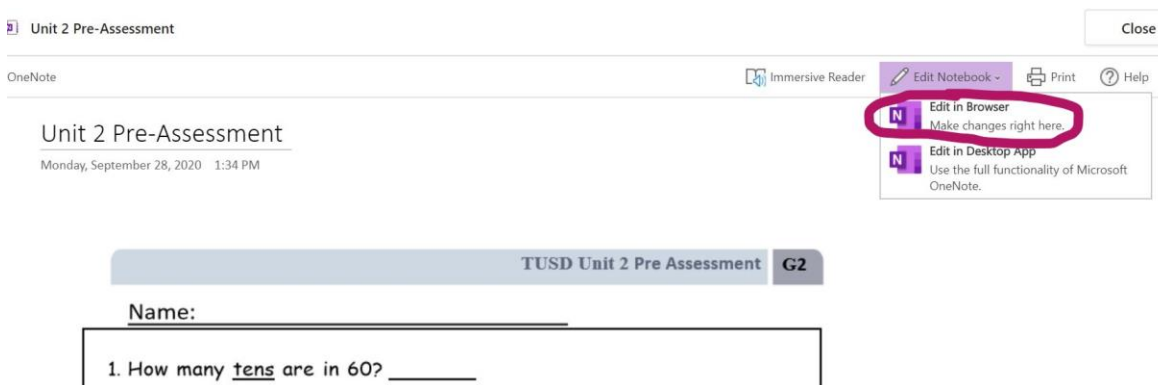 Unit 2 Pre-Assessment
Close
OneNote
Immersive Reader
Edit Notebook
Print
Help
Edit in Browser
Make changes right here.
Edit in Desktop App
Use the full functionality of Microsoft
OneNote.
Unit 2 Pre-Assessment
Monday, September 28, 2020 1:34 PM
TUSD Unit 2 Pre Assessment G2
Name:
1. How many tens are in 60? ______